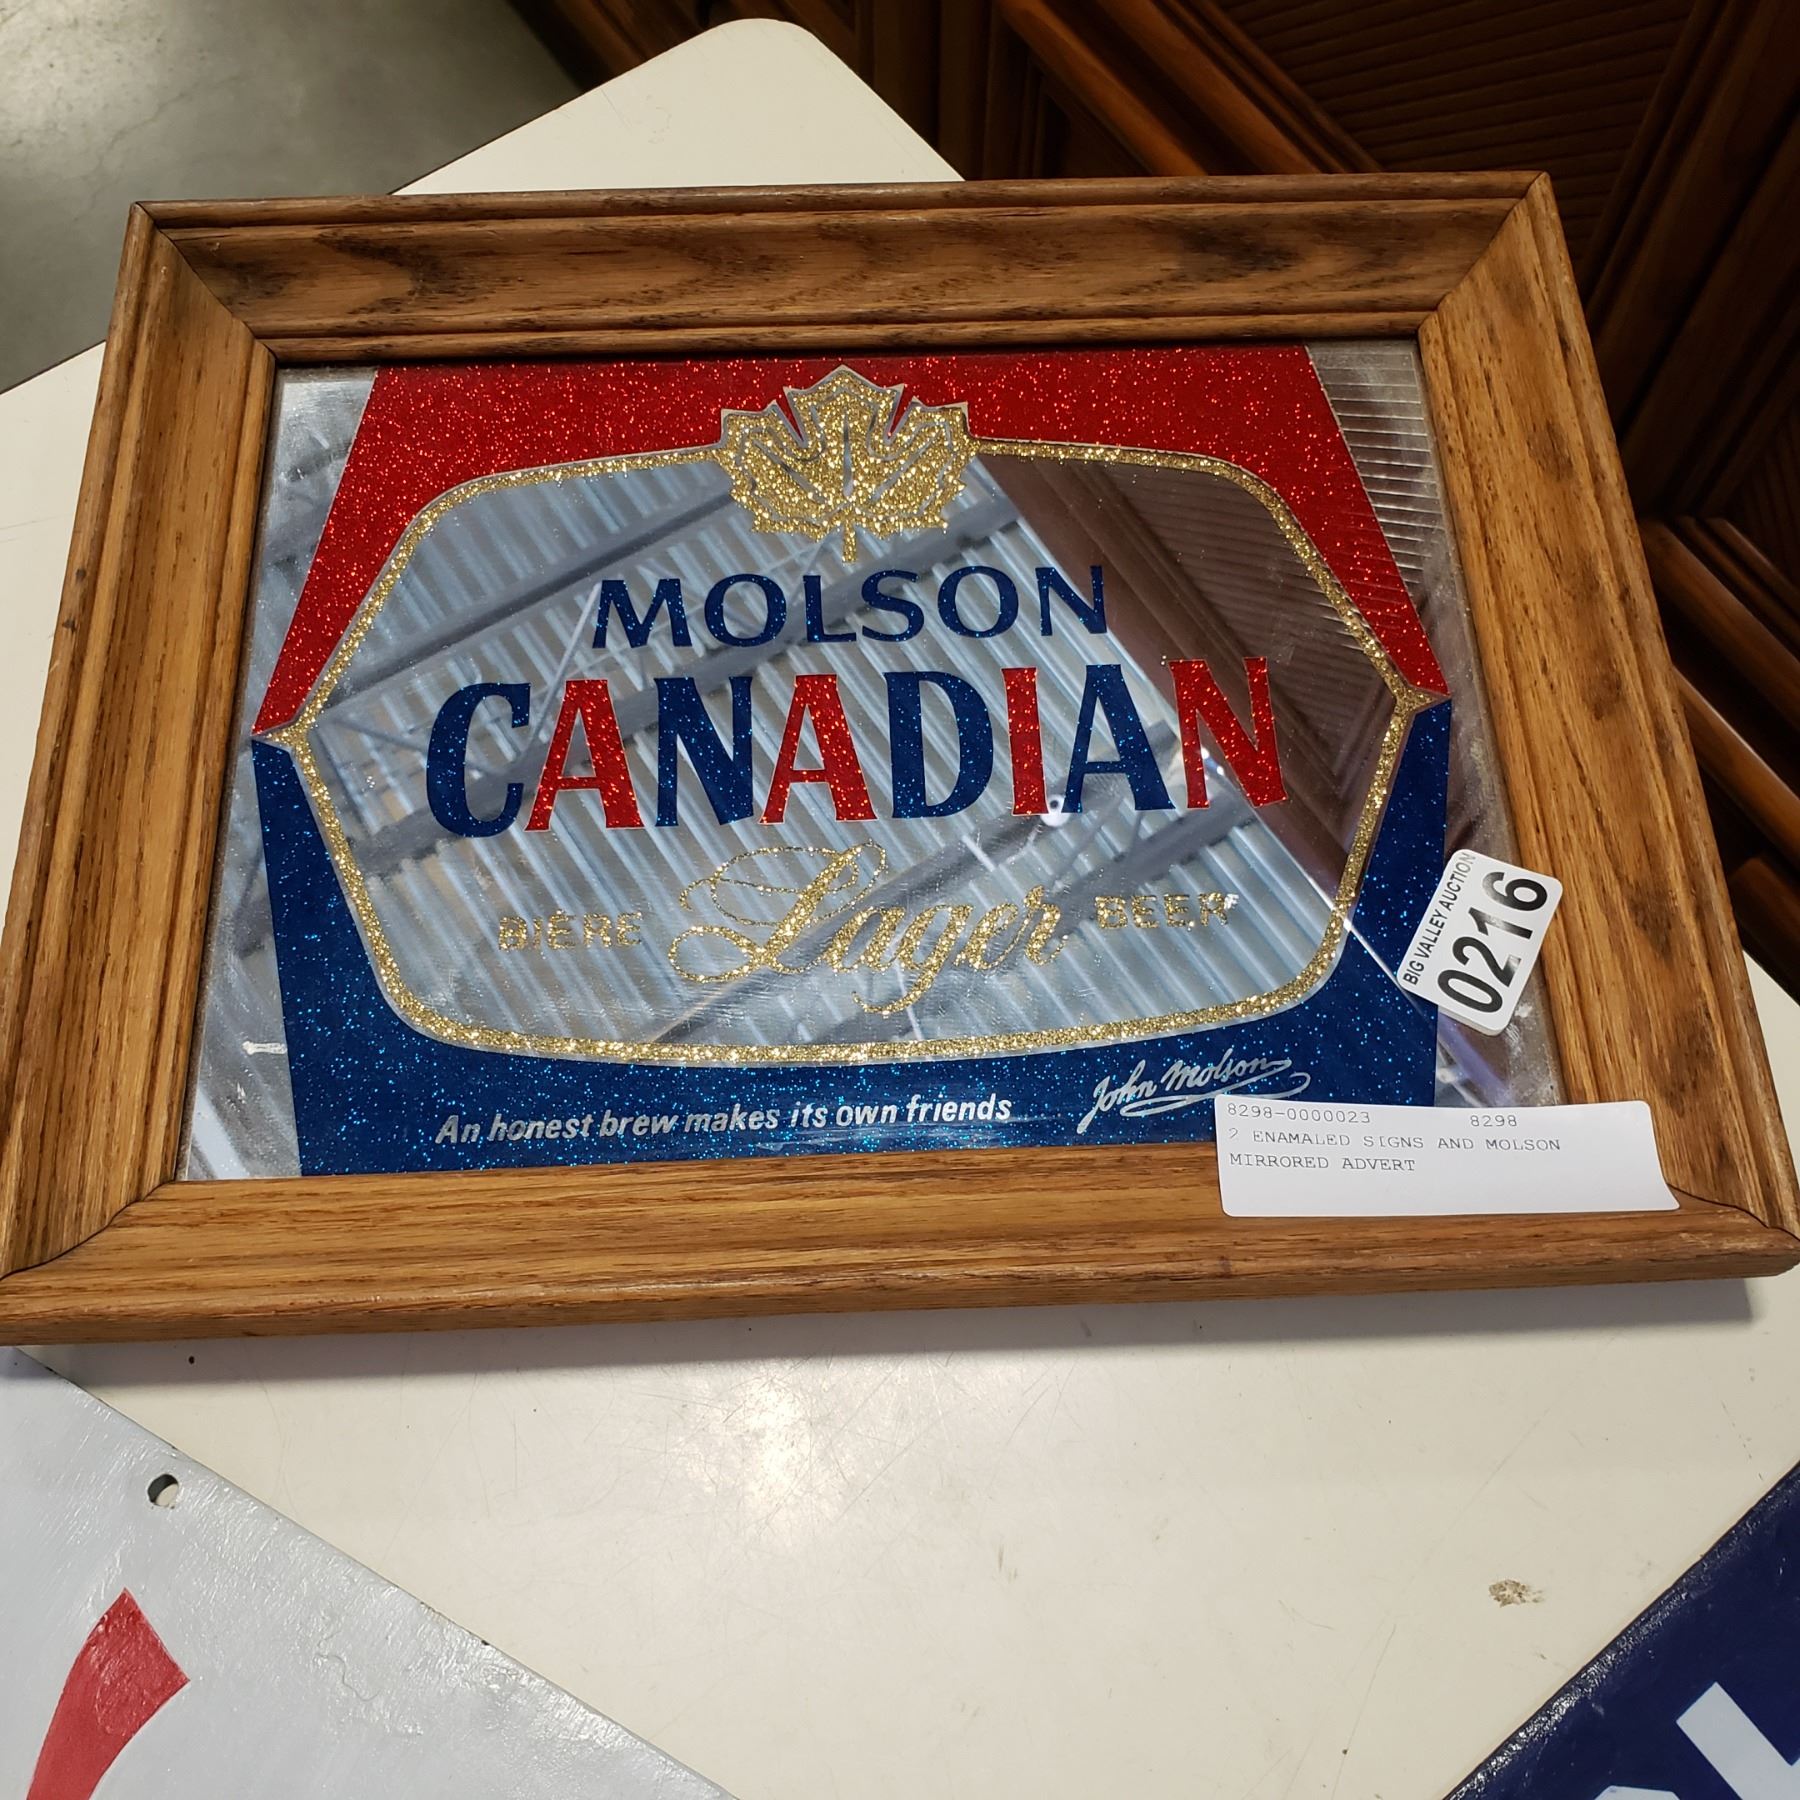 MOLSON
CANADIAN
BIÈRE Lager BEER
An honest brew makes its own friends
John Molson
BIG VALLEY AUCTION
0216
8298-0000023 8298
2 ENAMALED SIGNS AND MOLSON
MIRRORED ADVERT